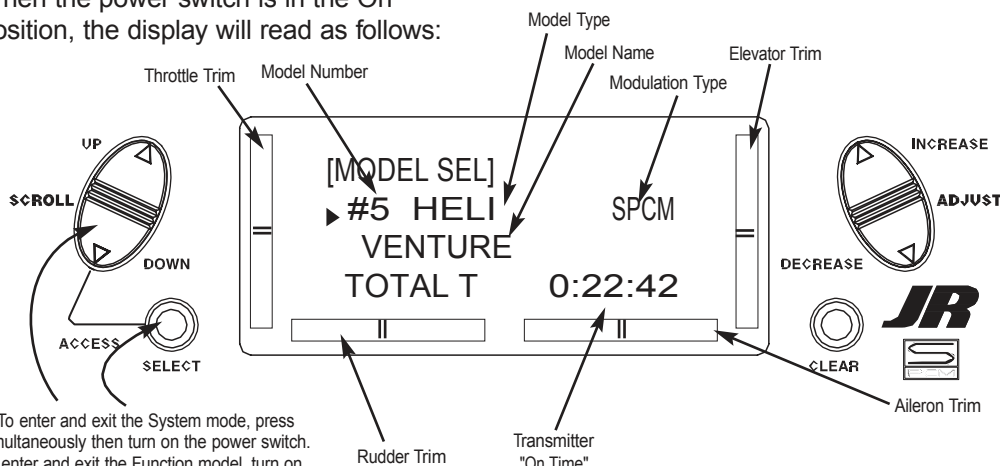 When the power switch is in the On
position, the display will read as follows:
Model Type
Model Name
Elevator Trim
Throttle Trim
Model Number
Modulation Type
UP
SCROLL
DOWN
ACCESS
SELECT
[MODEL SEL]
#5 HELI SPCM
VENTURE
TOTAL T 0:22:42
INCREASE
ADJUST
DECREASE
CLEAR
JR
S
PCM
To enter and exit the System mode, press
simultaneously then turn on the power switch.
enter and exit the Function model, turn on
Rudder Trim
Transmitter
"On Time"
Aileron Trim